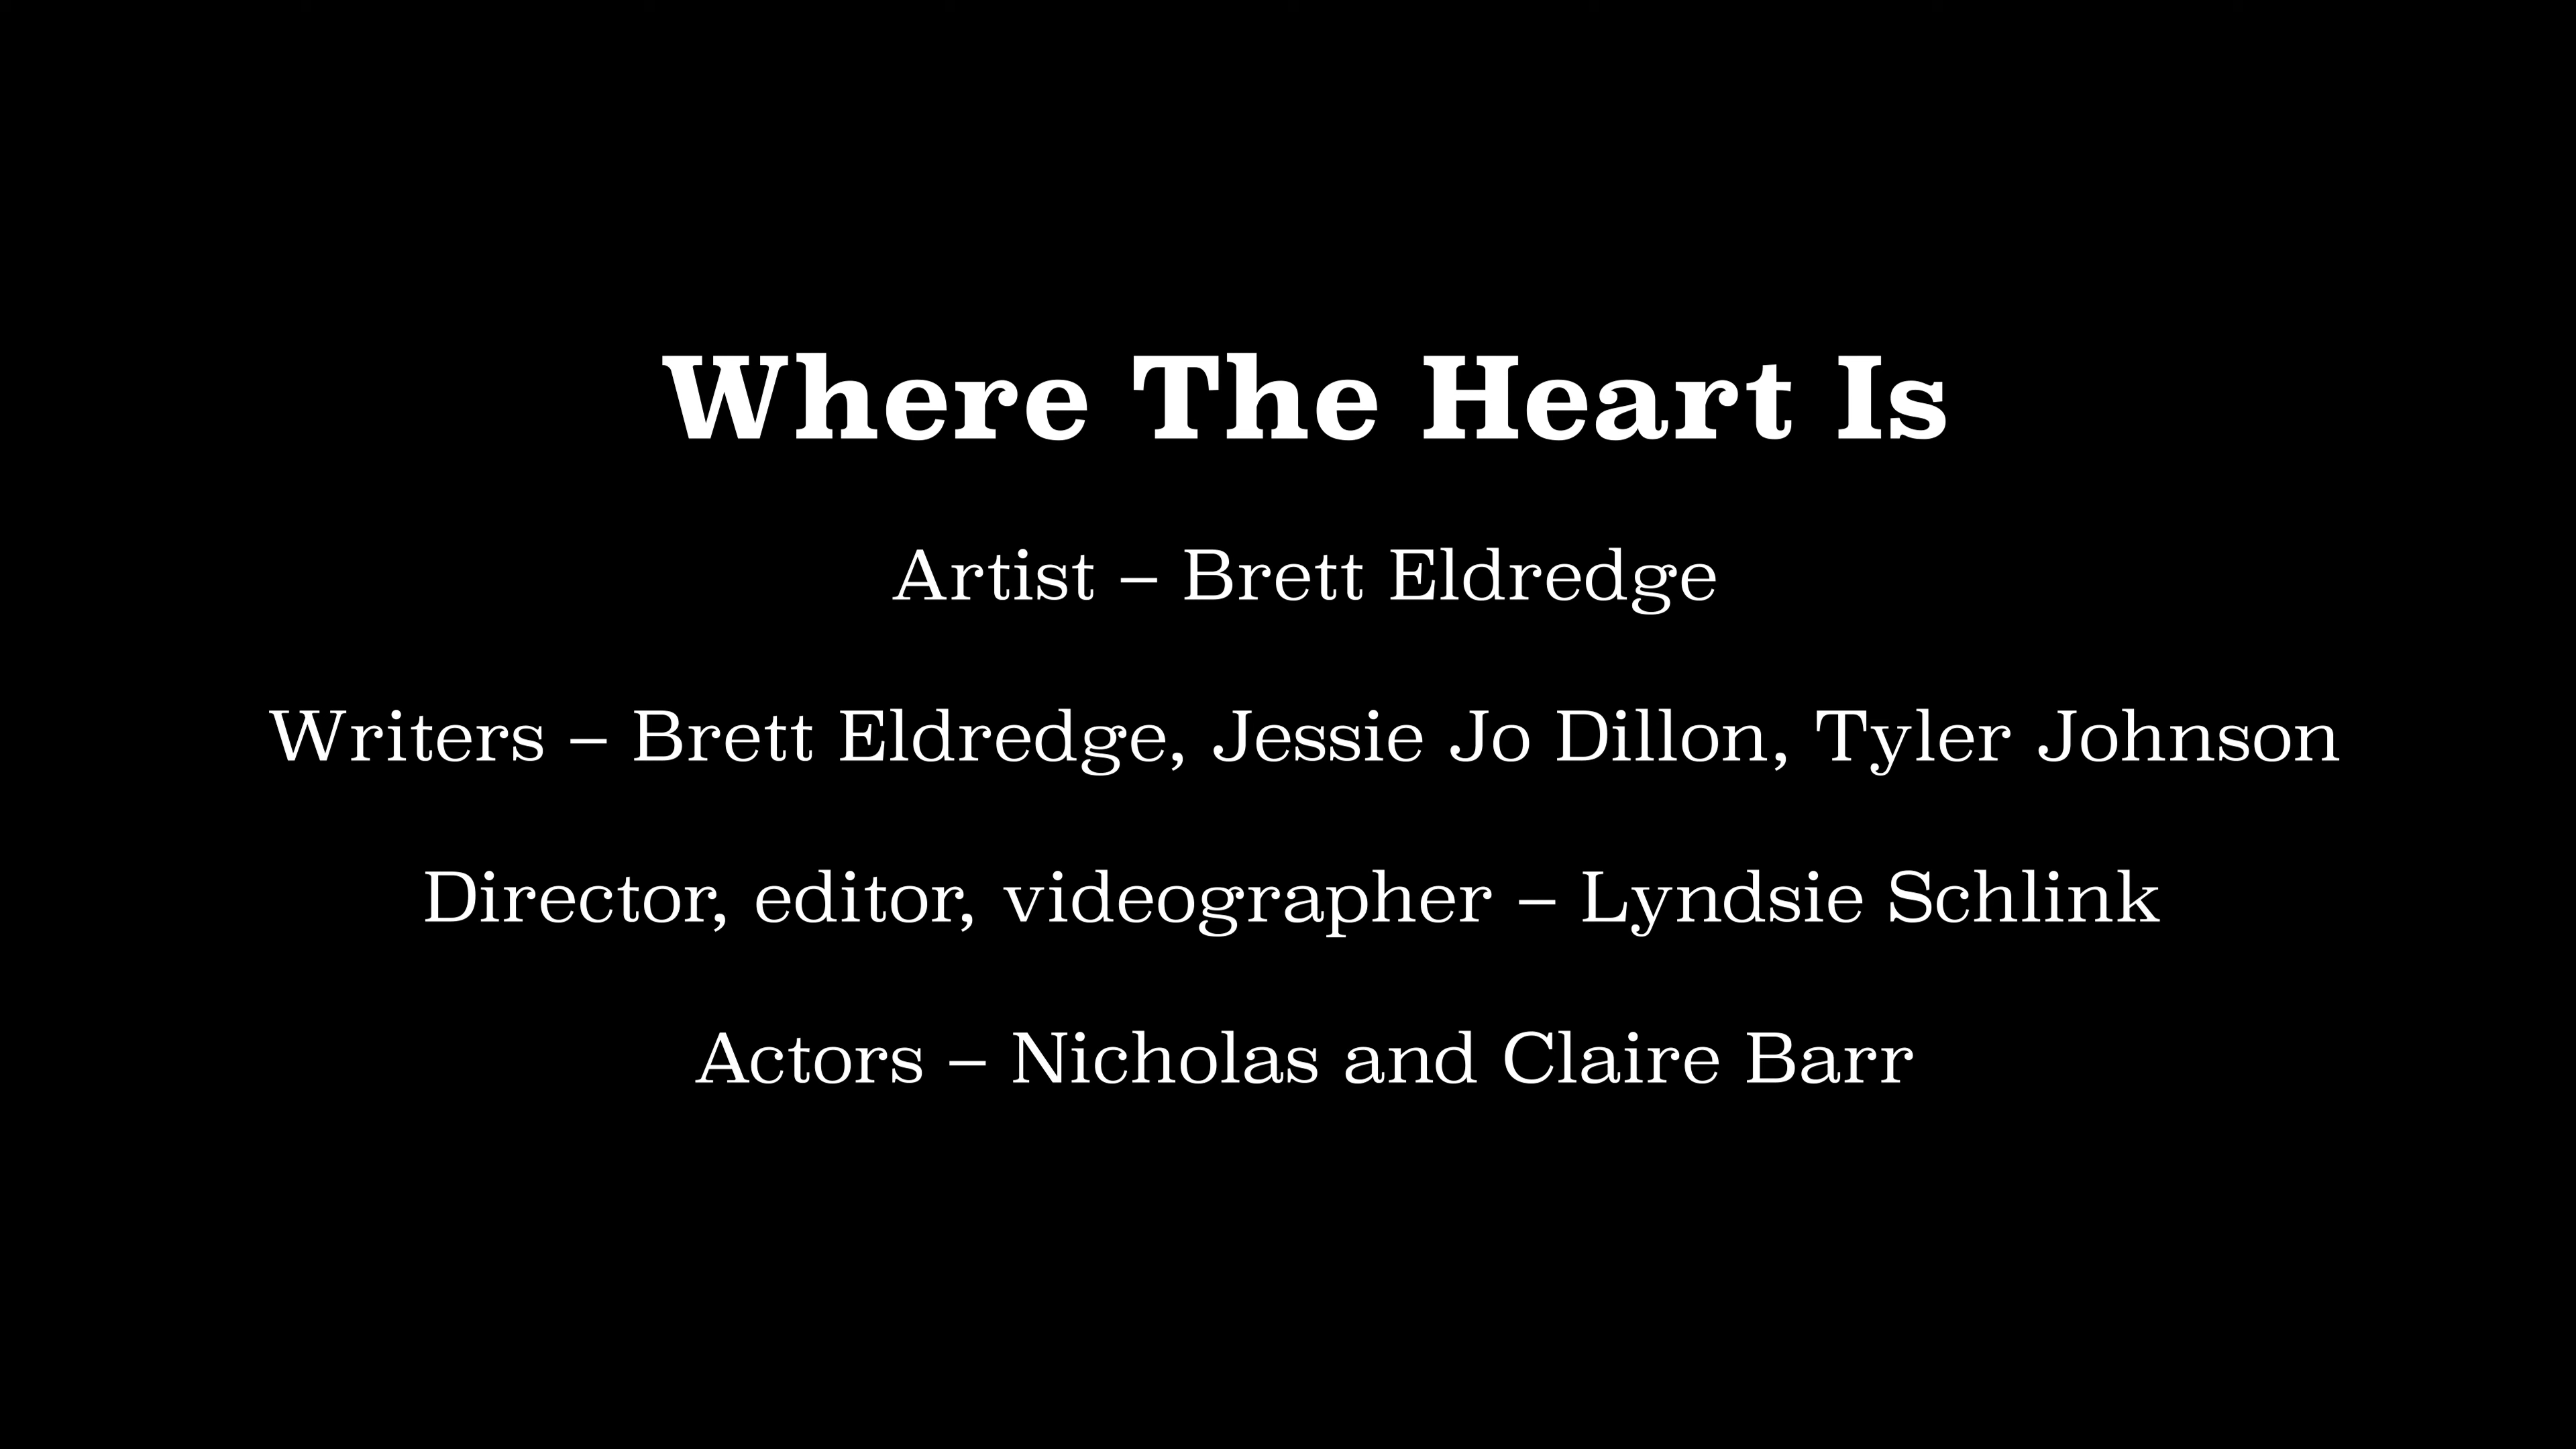 Where The Heart Is
Artist – Brett Eldredge
Writers – Brett Eldredge, Jessie Jo Dillon, Tyler Johnson
Director, editor, videographer – Lyndsie Schlink
Actors – Nicholas and Claire Barr